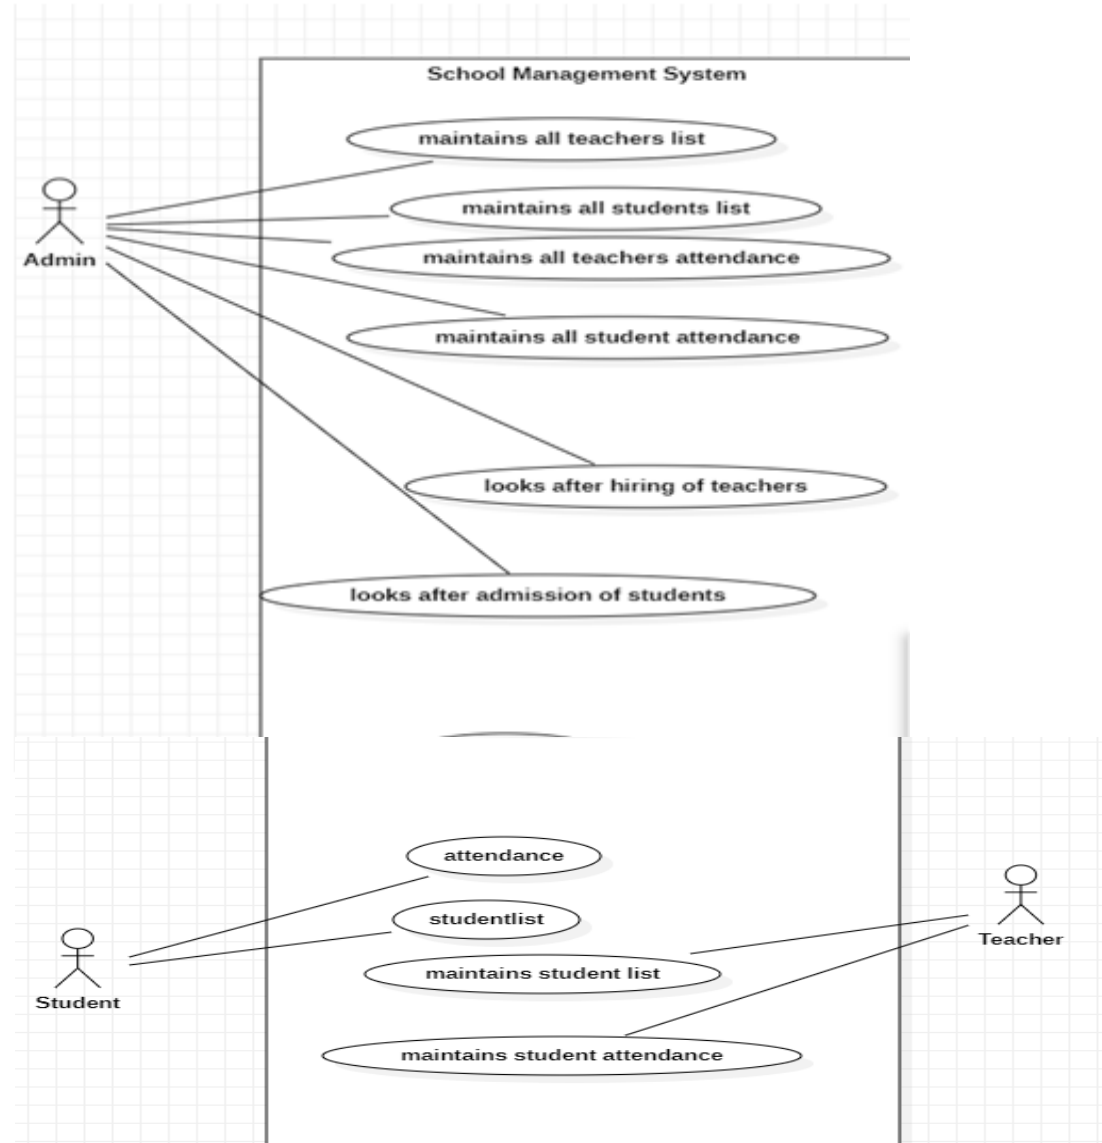 School Management System
maintains all teachers list
maintains all students list
Admin
maintains all teachers attendance
maintains all student attendance
looks after hiring of teachers
looks after admission of students
attendance
studentlist
Teacher
maintains student list
Student
maintains student attendance